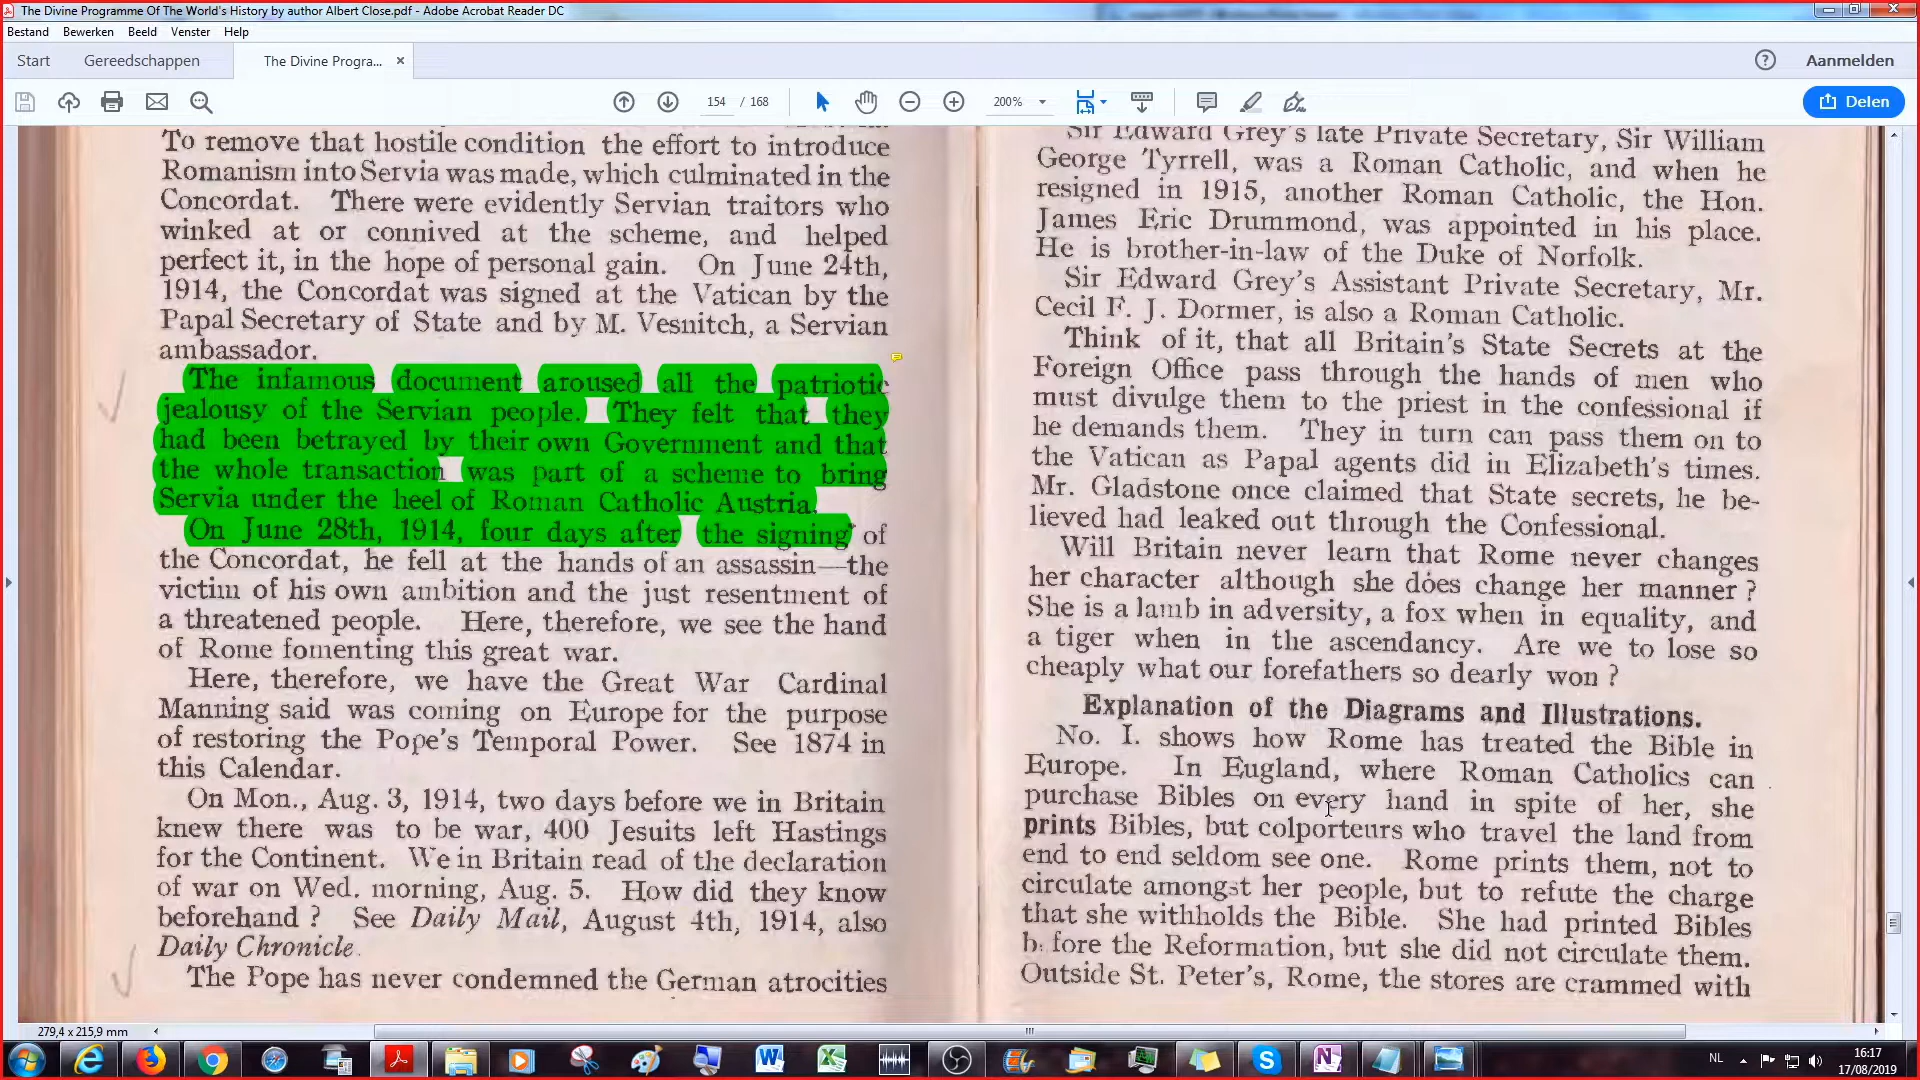 The Divine Programme Of The World's History by author Albert Close.pdf - Adobe Acrobat Reader DC
Bestand Bewerken Beeld Venster Help
Start Gereedschappen The Divine Progra... × Aanmelden
154 / 168 200% Delen
To remove that hostile condition the effort to introduce
Romanism into Servia was made, which culminated in the
Concordat. There were evidently Servian traitors who
winked at or connived at the scheme, and helped
perfect it, in the hope of personal gain. On June 24th,
1914, the Concordat was signed at the Vatican by the
Papal Secretary of State and by M. Vesnitch, a Servian
ambassador.
The infamous document aroused all the patriotic
jealousy of the Servian people. They felt that they
had been betrayed by their own Government and that
the whole transaction was part of a scheme to bring
Servia under the heel of Roman Catholic Austria.
On June 28th, 1914, four days after the signing of
the Concordat, he fell at the hands of an assassin—the
victim of his own ambition and the just resentment of
a threatened people. Here, therefore, we see the hand
of Rome fomenting this great war.
Here, therefore, we have the Great War Cardinal
Manning said was coming on Europe for the purpose
of restoring the Pope's Temporal Power. See 1874 in
this Calendar.
On Mon., Aug. 3, 1914, two days before we in Britain
knew there was to be war, 400 Jesuits left Hastings
for the Continent. We in Britain read of the declaration
of war on Wed. morning, Aug. 5. How did they know
beforehand ? See Daily Mail, August 4th, 1914, also
Daily Chronicle.
The Pope has never condemned the German atrocities
Sir Edward Grey's late Private Secretary, Sir William
George Tyrrell, was a Roman Catholic, and when he
resigned in 1915, another Roman Catholic, the Hon.
James Eric Drummond, was appointed in his place.
He is brother-in-law of the Duke of Norfolk.
Sir Edward Grey's Assistant Private Secretary, Mr.
Cecil F. J. Dormer, is also a Roman Catholic.
Think of it, that all Britain's State Secrets at the
Foreign Office pass through the hands of men who
must divulge them to the priest in the confessional if
he demands them. They in turn can pass them on to
the Vatican as Papal agents did in Elizabeth's times.
Mr. Gladstone once claimed that State secrets, he be-
lieved had leaked out through the Confessional.
Will Britain never learn that Rome never changes
her character although she does change her manner ?
She is a lamb in adversity, a fox when in equality, and
a tiger when in the ascendancy. Are we to lose so
cheaply what our forefathers so dearly won ?
Explanation of the Diagrams and Illustrations.
No. I. shows how Rome has treated the Bible in
Europe. In England, where Roman Catholics can
purchase Bibles on every hand in spite of her, she
prints Bibles, but colporteurs who travel the land from
end to end seldom see one. Rome prints them, not to
circulate amongst her people, but to refute the charge
that she withholds the Bible. She had printed Bibles
before the Reformation, but she did not circulate them.
Outside St. Peter's, Rome, the stores are crammed with
279,4 x 215,9 mm
NL 16:17
17/08/2019